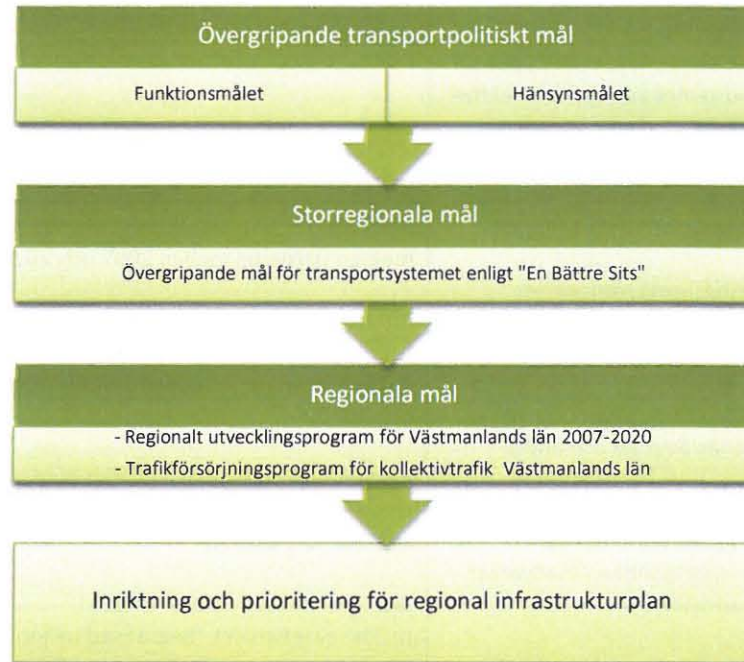 Övergripande transportpolitiskt mål
Funktionsmålet
Hänsynsmålet
Storregionala mål
Övergripande mål för transportsystemet enligt "En Bättre Sits"
Regionala mål
- Regionalt utvecklingsprogram för Västmanlands län 2007-2020
- Trafikförsörjningsprogram för kollektivtrafik Västmanlands län
Inriktning och prioritering för regional infrastrukturplan